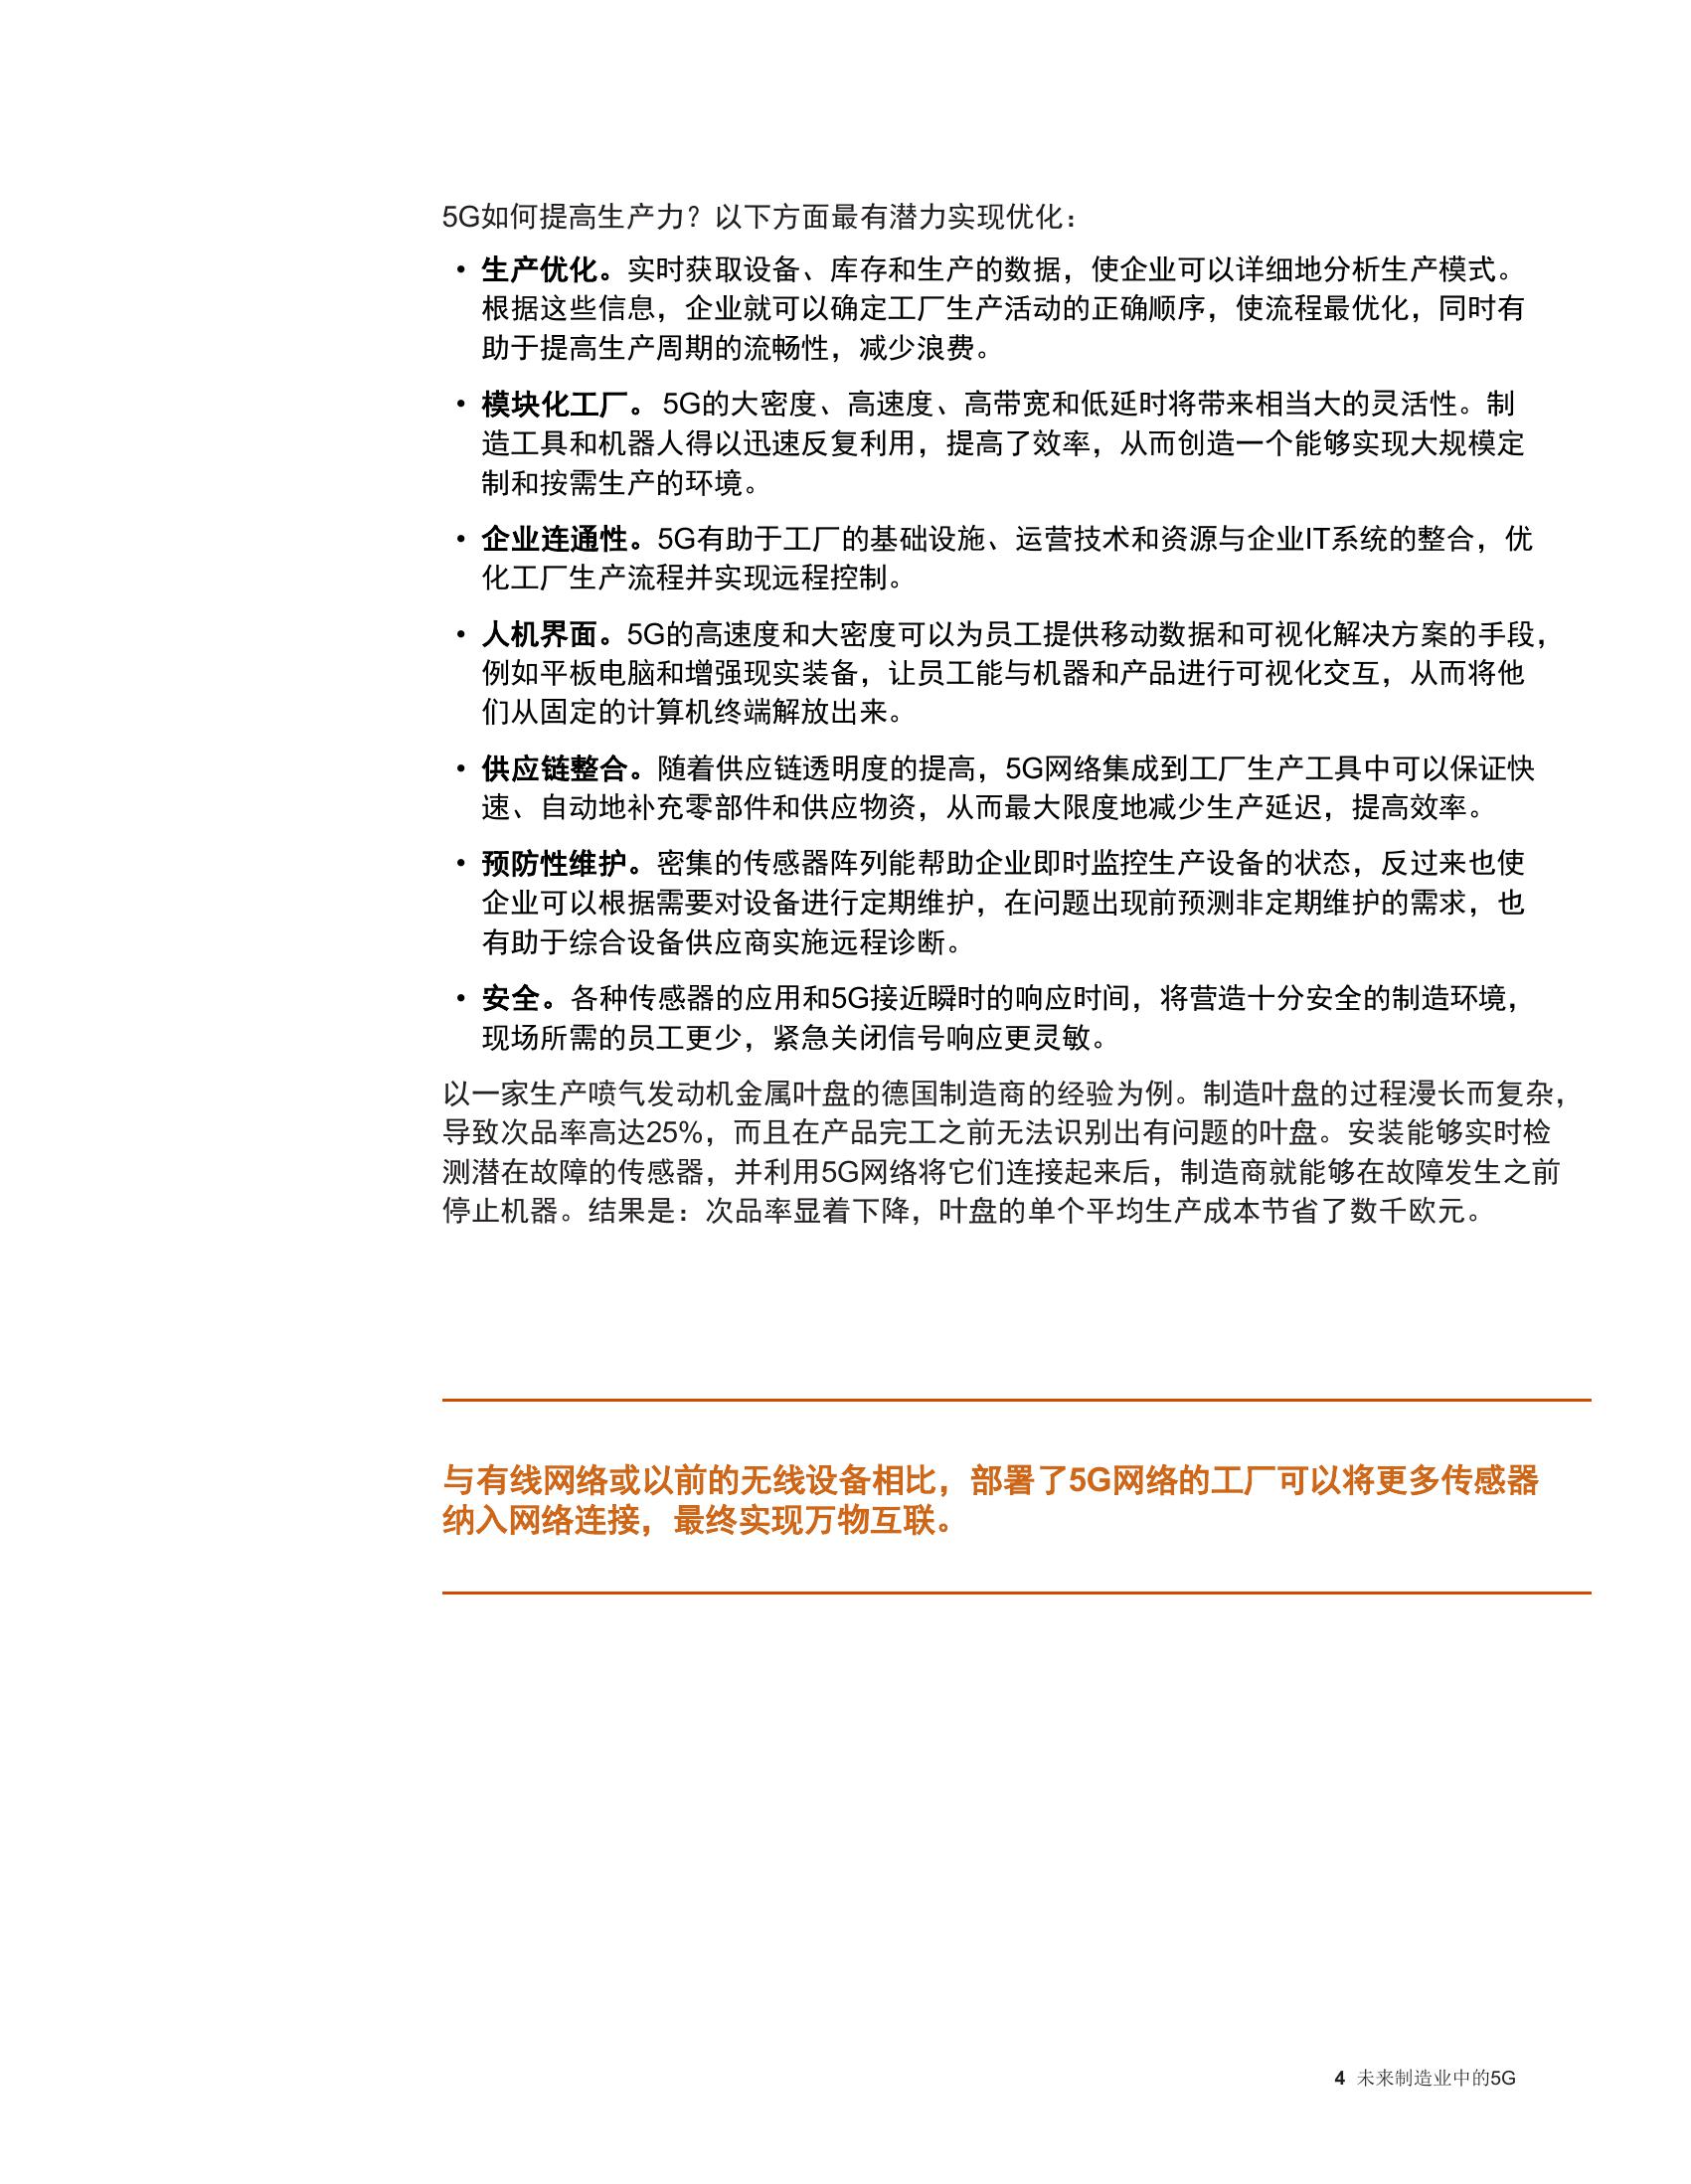 5G如何提高生产力？以下方面最有潜力实现优化：
• 生产优化。实时获取设备、库存和生产的数据，使企业可以详细地分析生产模式。
根据这些信息，企业就可以确定工厂生产活动的正确顺序，使流程最优化，同时有
助于提高生产周期的流畅性，减少浪费。
• 模块化工厂。5G的大密度、高速度、高带宽和低延时将带来相当大的灵活性。制
造工具和机器人得以迅速反复利用，提高了效率，从而创造一个能够实现大规模定
制和按需生产的环境。
• 企业连通性。5G有助于工厂的基础设施、运营技术和资源与企业IT系统的整合，优
化工厂生产流程并实现远程控制。
• 人机界面。5G的高速度和大密度可以为员工提供移动数据和可视化解决方案的手段，
例如平板电脑和增强现实装备，让员工能与机器和产品进行可视化交互，从而将他
们从固定的计算机终端解放出来。
• 供应链整合。随着供应链透明度的提高，5G网络集成到工厂生产工具中可以保证快
速、自动地补充零部件和供应物资，从而最大限度地减少生产延迟，提高效率。
• 预防性维护。密集的传感器阵列能帮助企业即时监控生产设备的状态，反过来也使
企业可以根据需要对设备进行定期维护，在问题出现前预测非定期维护的需求，也
有助于综合设备供应商实施远程诊断。
• 安全。各种传感器的应用和5G接近瞬时的响应时间，将营造十分安全的制造环境，
现场所需的员工更少，紧急关闭信号响应更灵敏。
以一家生产喷气发动机金属叶盘的德国制造商的经验为例。制造叶盘的过程漫长而复杂，
导致次品率高达25%，而且在产品完工之前无法识别出有问题的叶盘。安装能够实时检
测潜在故障的传感器，并利用5G网络将它们连接起来后，制造商就能够在故障发生之前
停止机器。结果是：次品率显着下降，叶盘的单个平均生产成本节省了数千欧元。
与有线网络或以前的无线设备相比，部署了5G网络的工厂可以将更多传感器
纳入网络连接，最终实现万物互联。
4 未来制造业中的5G